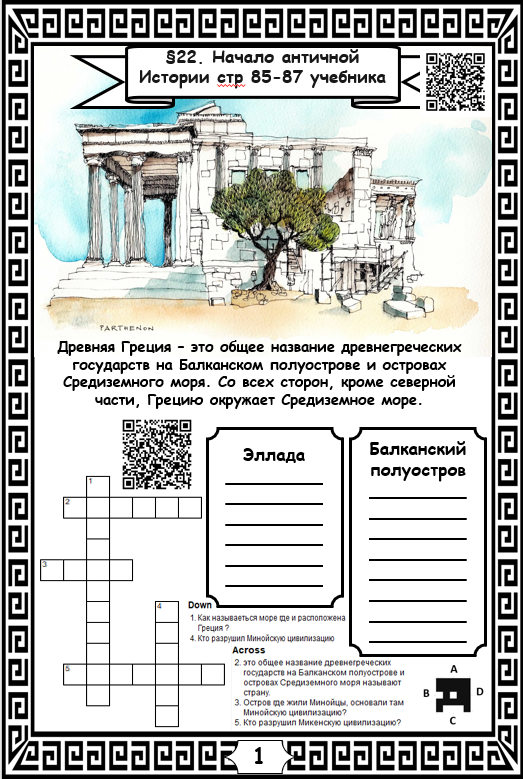 §22. Начало античной
Истории стр 85-87 учебника
PARTHENON
Древняя Греция – это общее название древнегреческих
государств на Балканском полуострове и островах
Средиземного моря. Со всех сторон, кроме северной
части, Грецию окружает Средиземное море.
Эллада
Балканский
полуостров
1
2
3
4
5
Down
1. Как называеться море где и расположена
Греция ?
4. Кто разрушил Минойскую цивилизацию
Across
2. это общее название древнегреческих
государств на Балканском полуострове и
островах Средиземного моря называют
страну.
3. Остров где жили Минойцы, основали там
Минойскую цивилизацию?
5. Кто разрушил Микенскую цивилизацию?
A
B
D
C
1